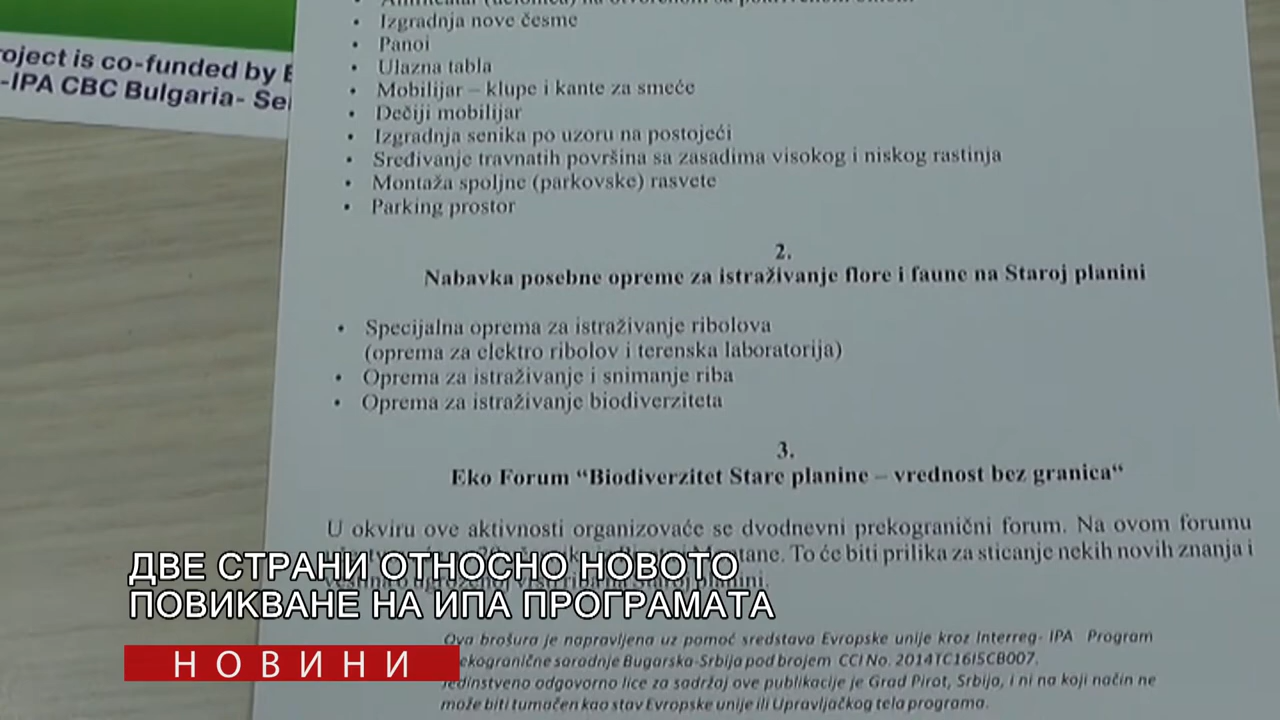 oject is co-funded by
-IPA CBC Bulgaria- Se
• Izgradnja nove česme
• Panoi
• Ulazna tabla
• Mobilijar – klupe i kante za smeće
• Dečiji mobilijar
• Izgradnja senika po uzoru na postojeći
• Sređivanje travnatih površina sa zasadima visokog i niskog rastinja
• Montaža spoljne (parkovske) rasvete
• Parking prostor
2.
Nabavka posebne opreme za istraživanje flore i faune na Staroj planini
• Specijalna oprema za istraživanje ribolova
(oprema za elektro ribolov i terenska laboratorija)
• Oprema za istraživanje i snimanje riba
• Oprema za istraživanje biodiverziteta
3.
Eko Forum “Biodiverzitet Stare planine – vrednost bez granica“
U okviru ove aktivnosti organizovaće se dvodnevni prekogranični forum. Na ovom forumu
To će biti prilika za sticanje nekih novih znanja i
ДВЕ СТРАНИ ОТНОСНО НОВОТО
ПОВИКВАНЕ НА ИПА ПРОГРАМАТА
Ova brošura je napravljena uz pomoć sredstava Evropske unije kroz Interreg- IPA Program
ekogranične saradnje Bugarska-Srbija pod brojem CCI No. 2014TC16I5CB007.
НОВИНИ
Jedinstveno odgovorno lice za sadržaj ove publikacije je Grad Pirot, Srbija, i ni na koji način ne
može biti tumačen kao stav Evropske unije ili Upravljačkog tela programa.